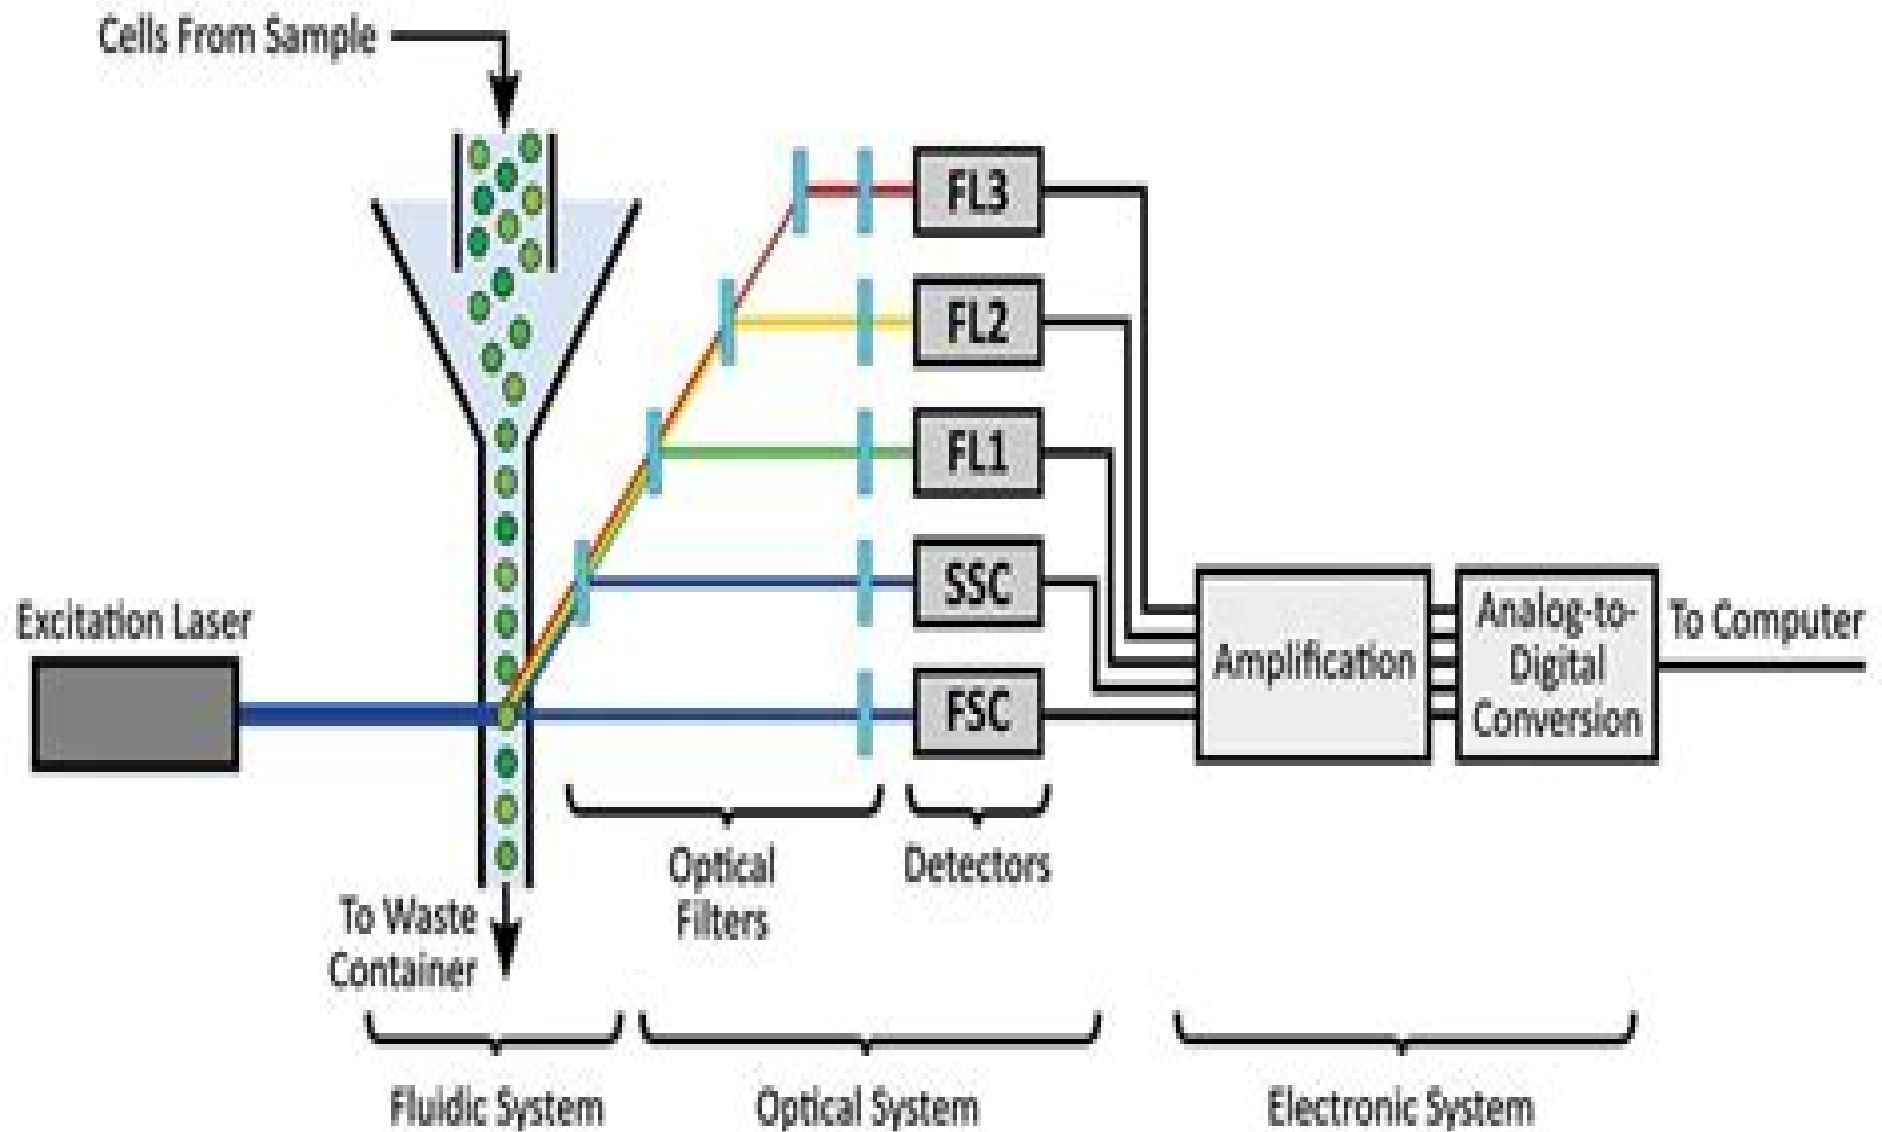 Cells From Sample
FL3
FL2
FL1
SSC
FSC
Excitation Laser
Amplification
Analog-to-
Digital
Conversion
To Computer
Optical
Filters
Detectors
To Waste
Container
Fluidic System
Optical System
Electronic System